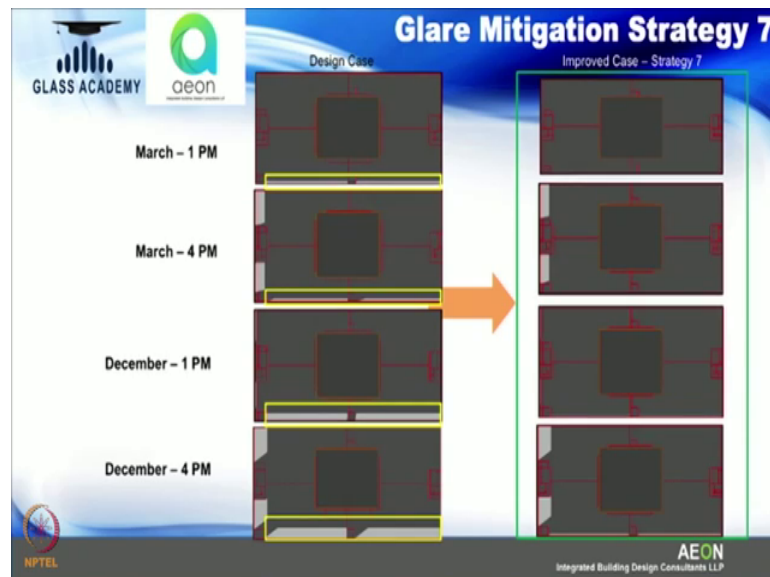 Glare Mitigation Strategy 7
GLASS ACADEMY
aeon
Design Case
Improved Case – Strategy 7
March – 1 PM
March – 4 PM
December – 1 PM
December – 4 PM
NPTEL
AEON
Integrated Building Design Consultants LLP